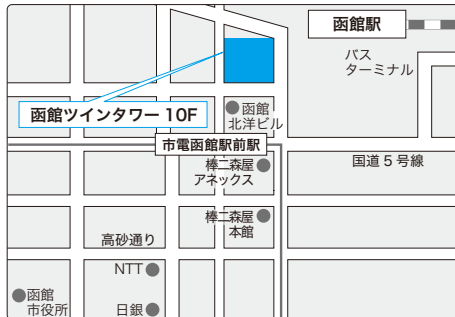 函館駅
バス
ターミナル
函館ツインタワー 10F
函館
北洋ビル
市電函館駅前駅
棒二森屋
アネックス
国道5号線
棒二森屋
本館
高砂通り
NTT
函館
市役所
日銀